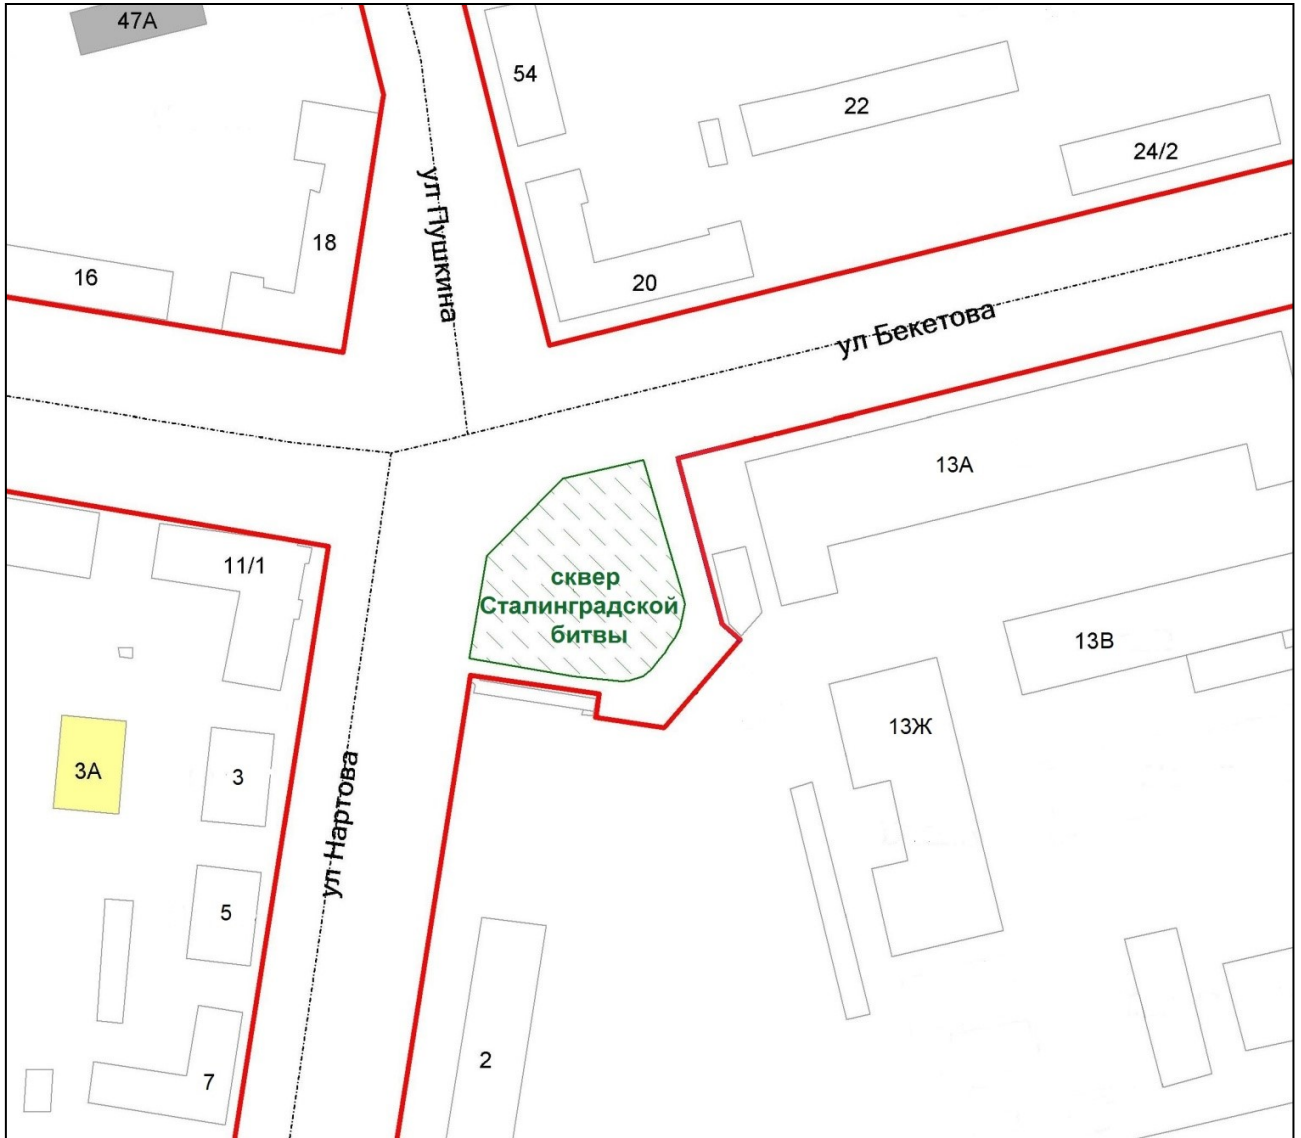 47А
54
22
24/2
ул Пушкина
18
16
20
ул Бекетова
13А
11/1
сквер
Сталинградской
битвы
13В
13Ж
3А
3
ул Нартова
5
2
7